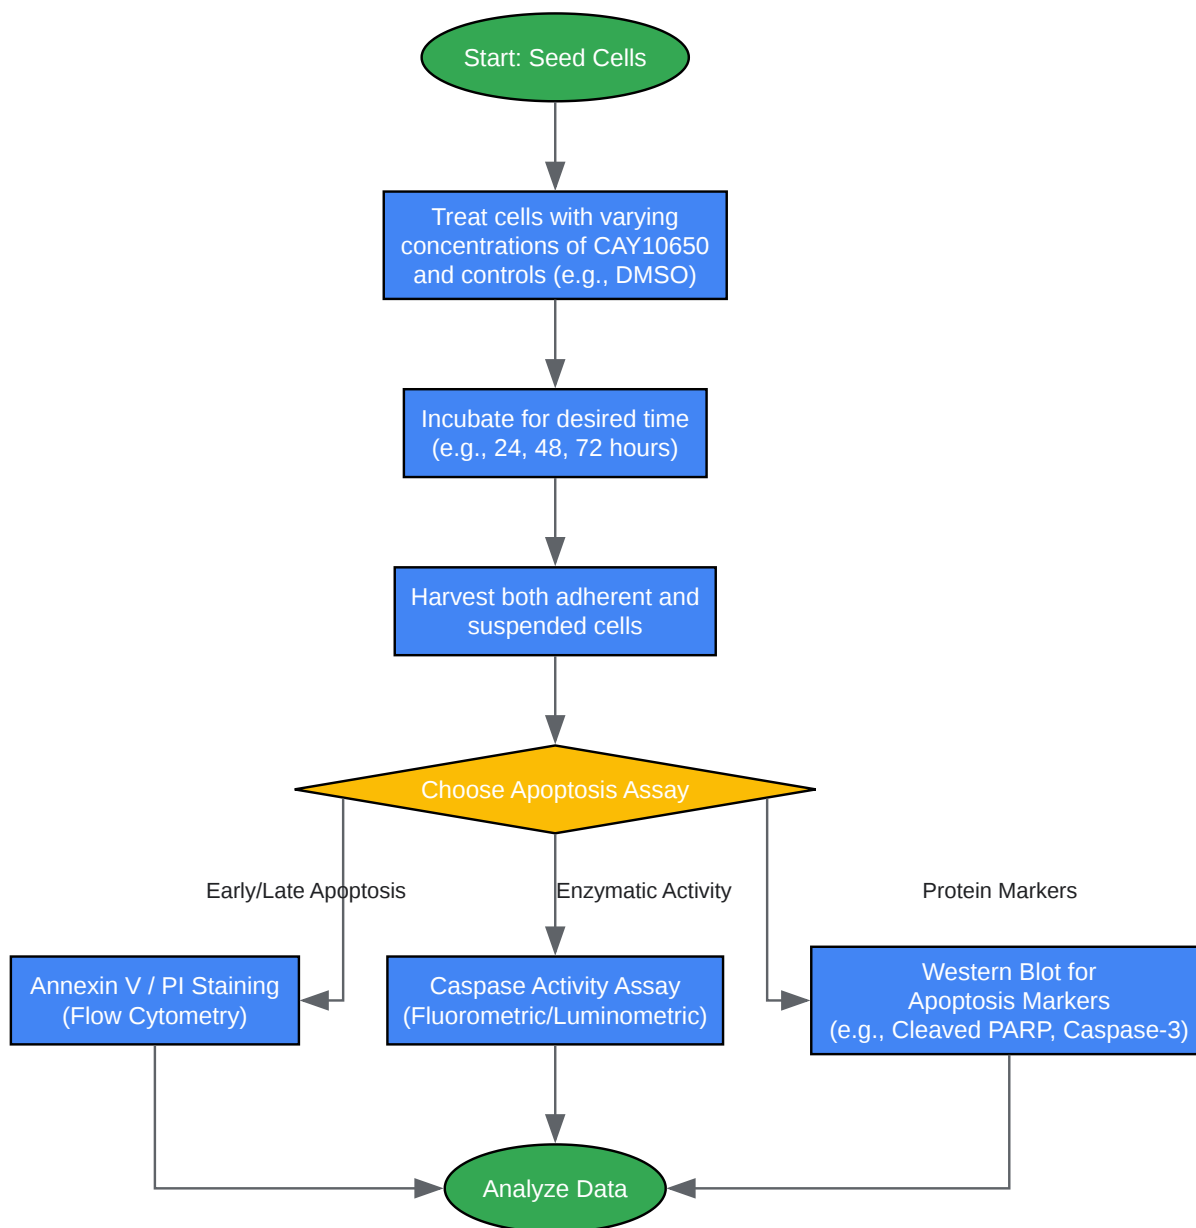 Start: Seed Cells
Treat cells with varying
concentrations of CAY10650
and controls (e.g., DMSO)
Incubate for desired time
(e.g., 24, 48, 72 hours)
Harvest both adherent and
suspended cells
Choose Apoptosis Assay
Early/Late Apoptosis
Enzymatic Activity
Protein Markers
Annexin V / PI Staining
(Flow Cytometry)
Caspase Activity Assay
(Fluorometric/Luminometric)
Western Blot for
Apoptosis Markers
(e.g., Cleaved PARP, Caspase-3)
Analyze Data